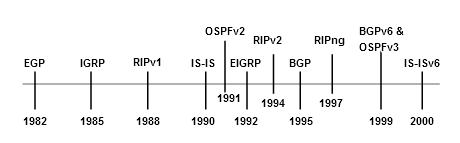 OSPFv2
BGPv6 &
RIPv2
RIPng
OSPFv3
EGP
IGRP
RIPv1
IS-IS
EIGRP
BGP
IS-ISv6
1991
1994
1997
1982
1985
1988
1990
1992
1995
1999
2000